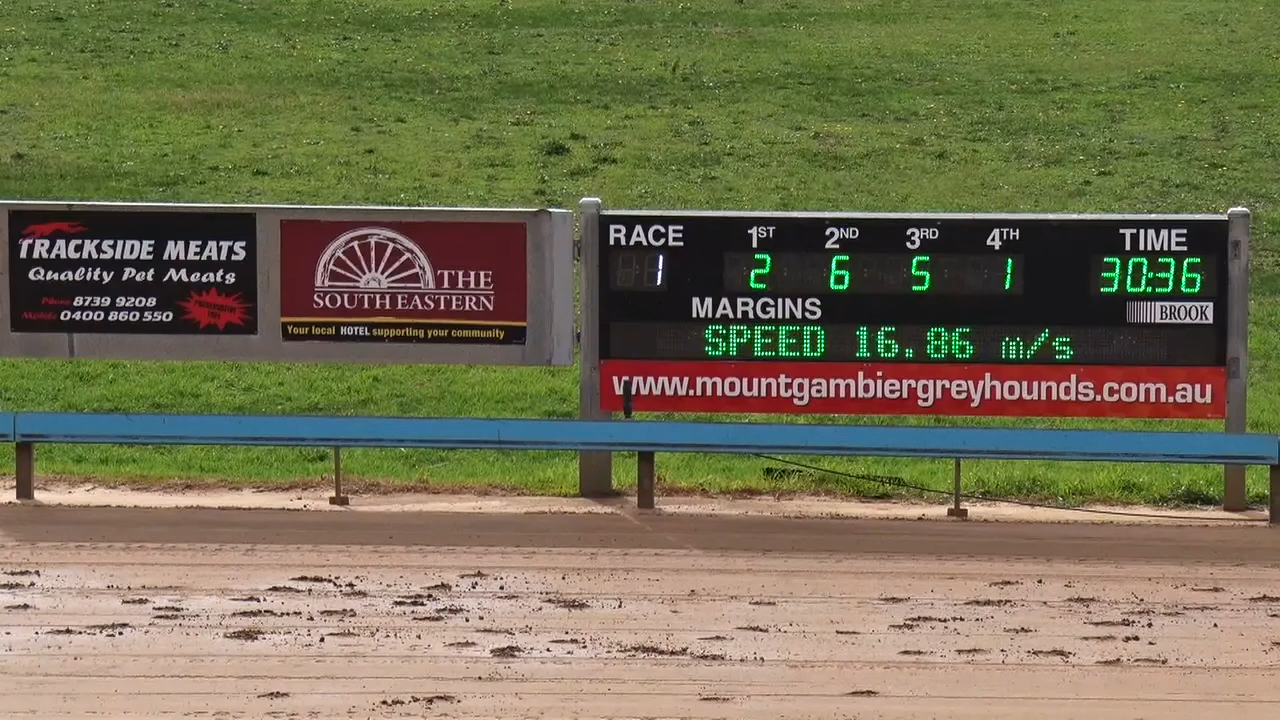 TRACKSIDE MEATS
Quality Pet Meats
Phone 8739 9208
0400 860 550
THE
SOUTH EASTERN
Your local HOTEL supporting your community
RACE 1ST 2ND 3RD 4TH TIME
1 2 6 5 1 30:36
MARGINS BROOK
SPEED 16.86 m/s
www.mountgambiergreyhounds.com.au